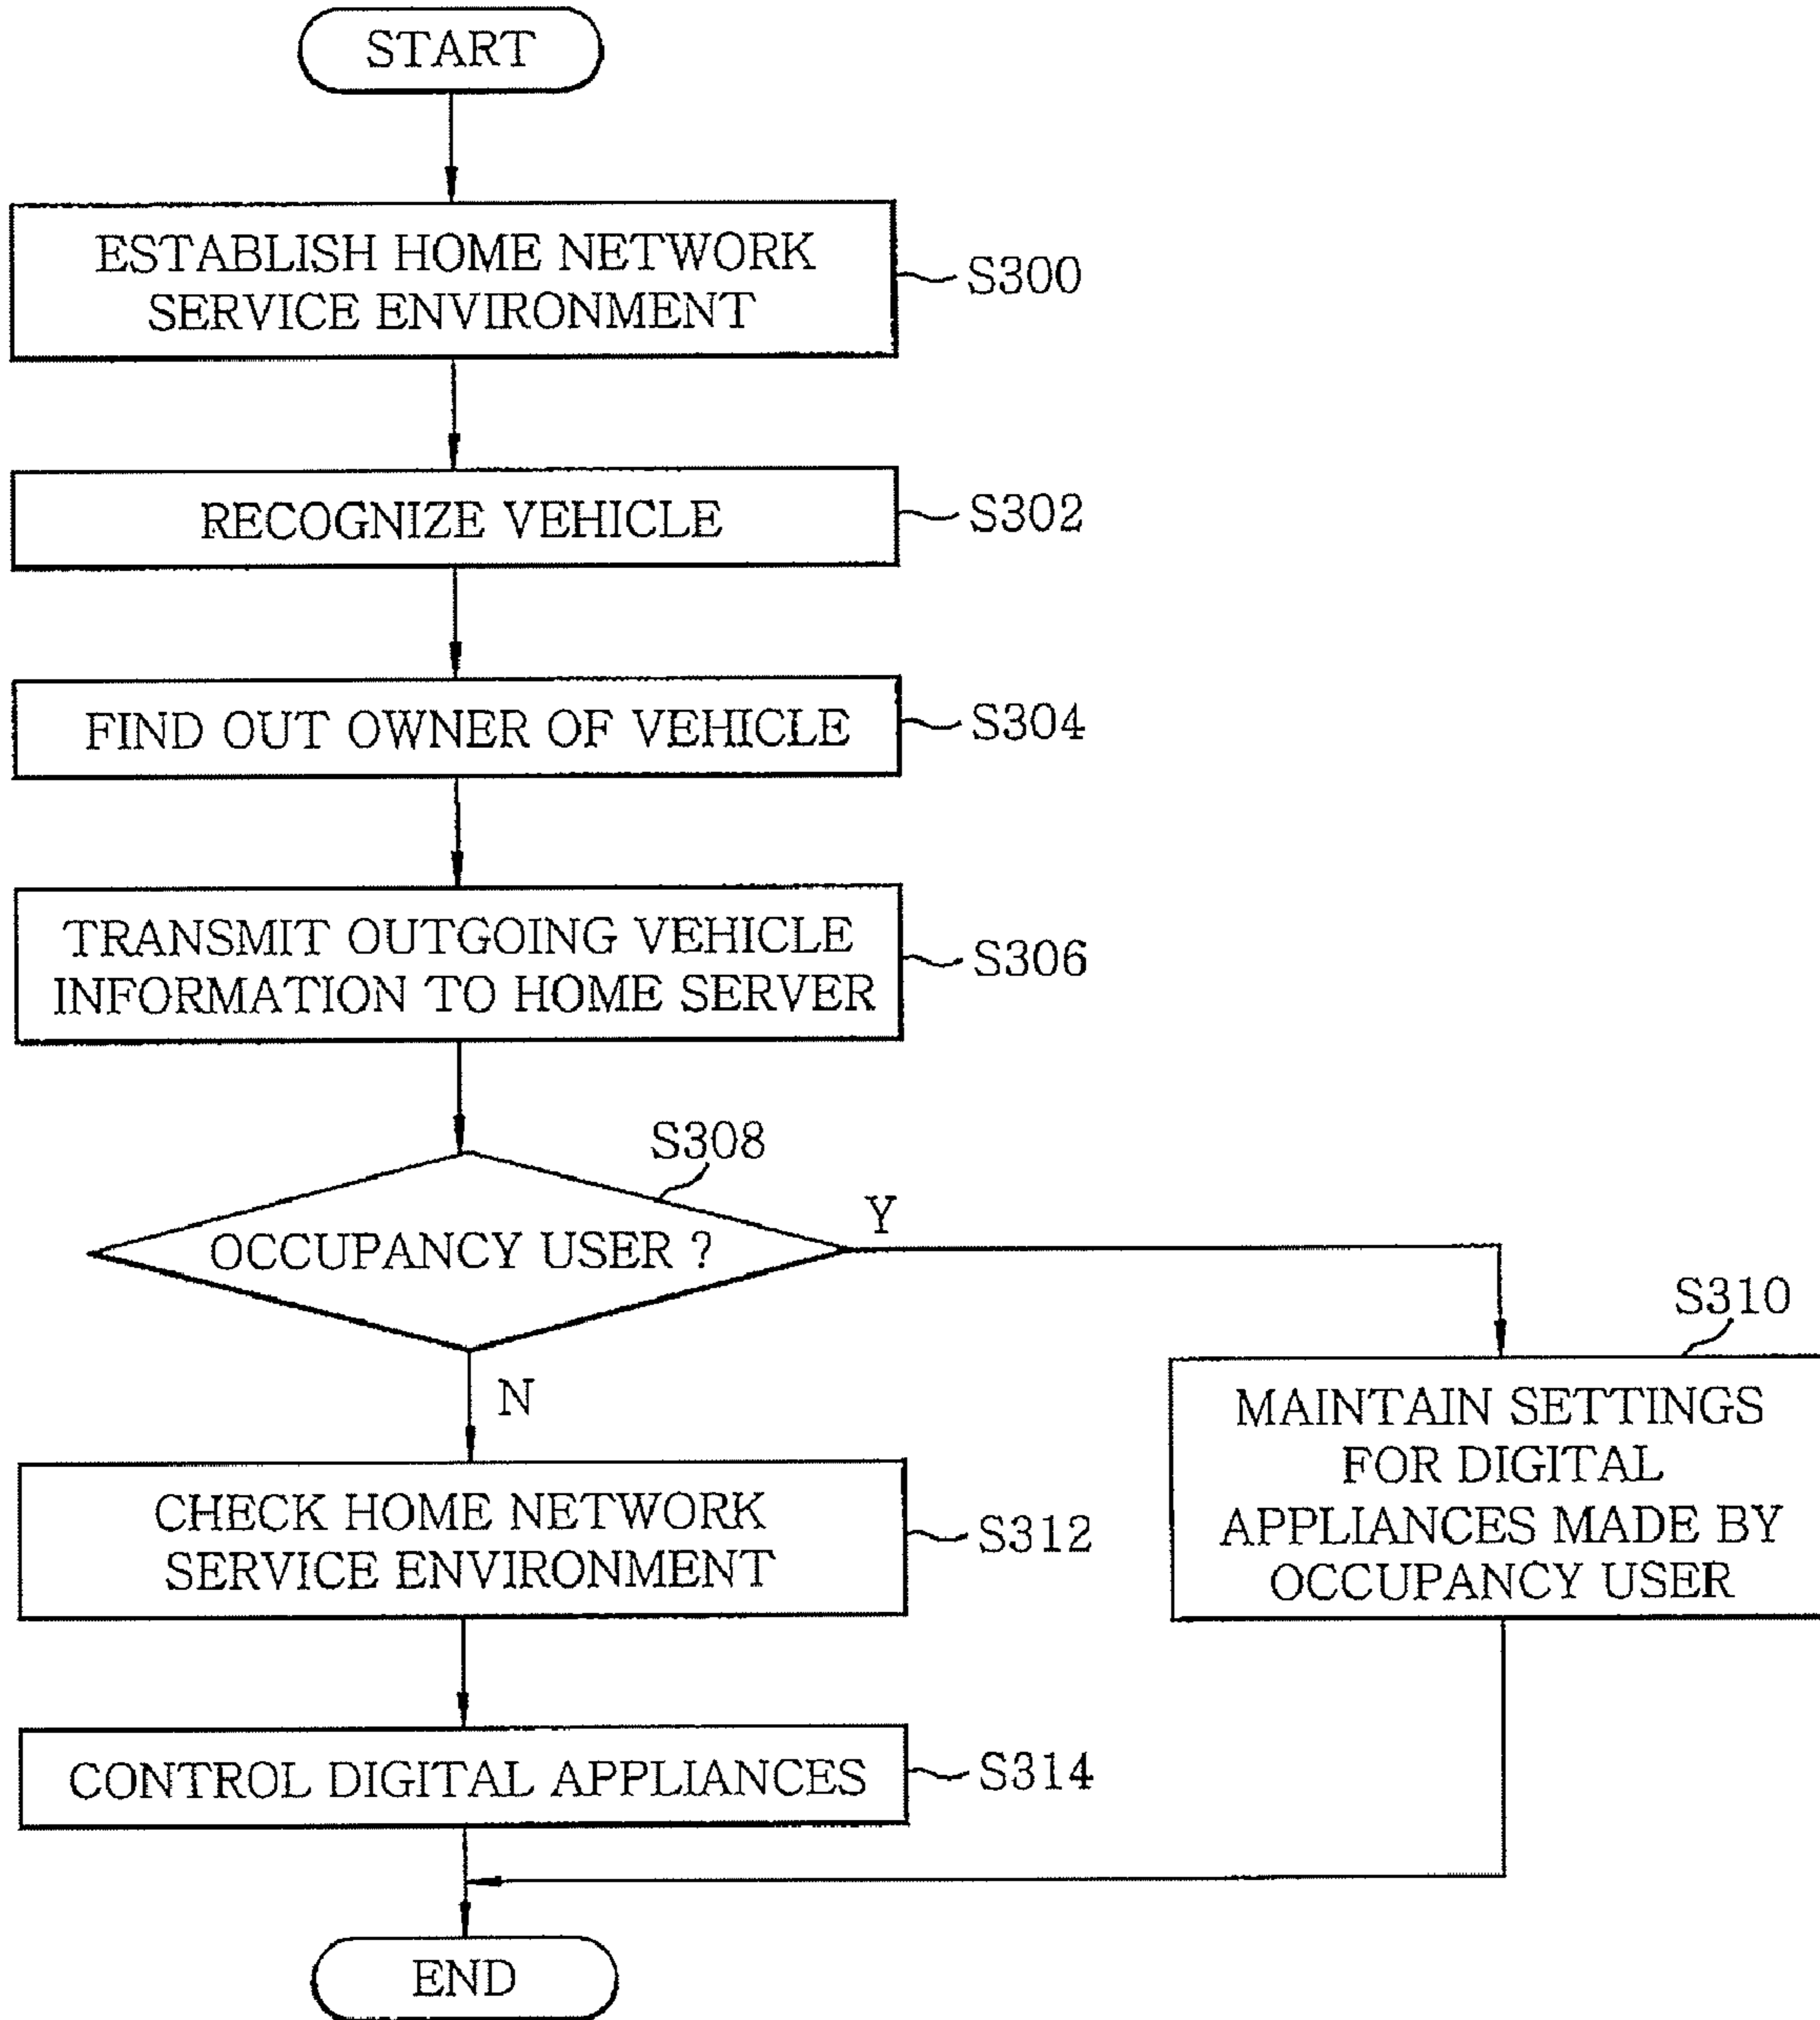 START
ESTABLISH HOME NETWORK
SERVICE ENVIRONMENT
S300
RECOGNIZE VEHICLE
S302
FIND OUT OWNER OF VEHICLE
S304
TRANSMIT OUTGOING VEHICLE
INFORMATION TO HOME SERVER
S306
S308
OCCUPANCY USER ?
Y
N
S310
MAINTAIN SETTINGS
FOR DIGITAL
APPLIANCES MADE BY
OCCUPANCY USER
CHECK HOME NETWORK
SERVICE ENVIRONMENT
S312
CONTROL DIGITAL APPLIANCES
S314
END